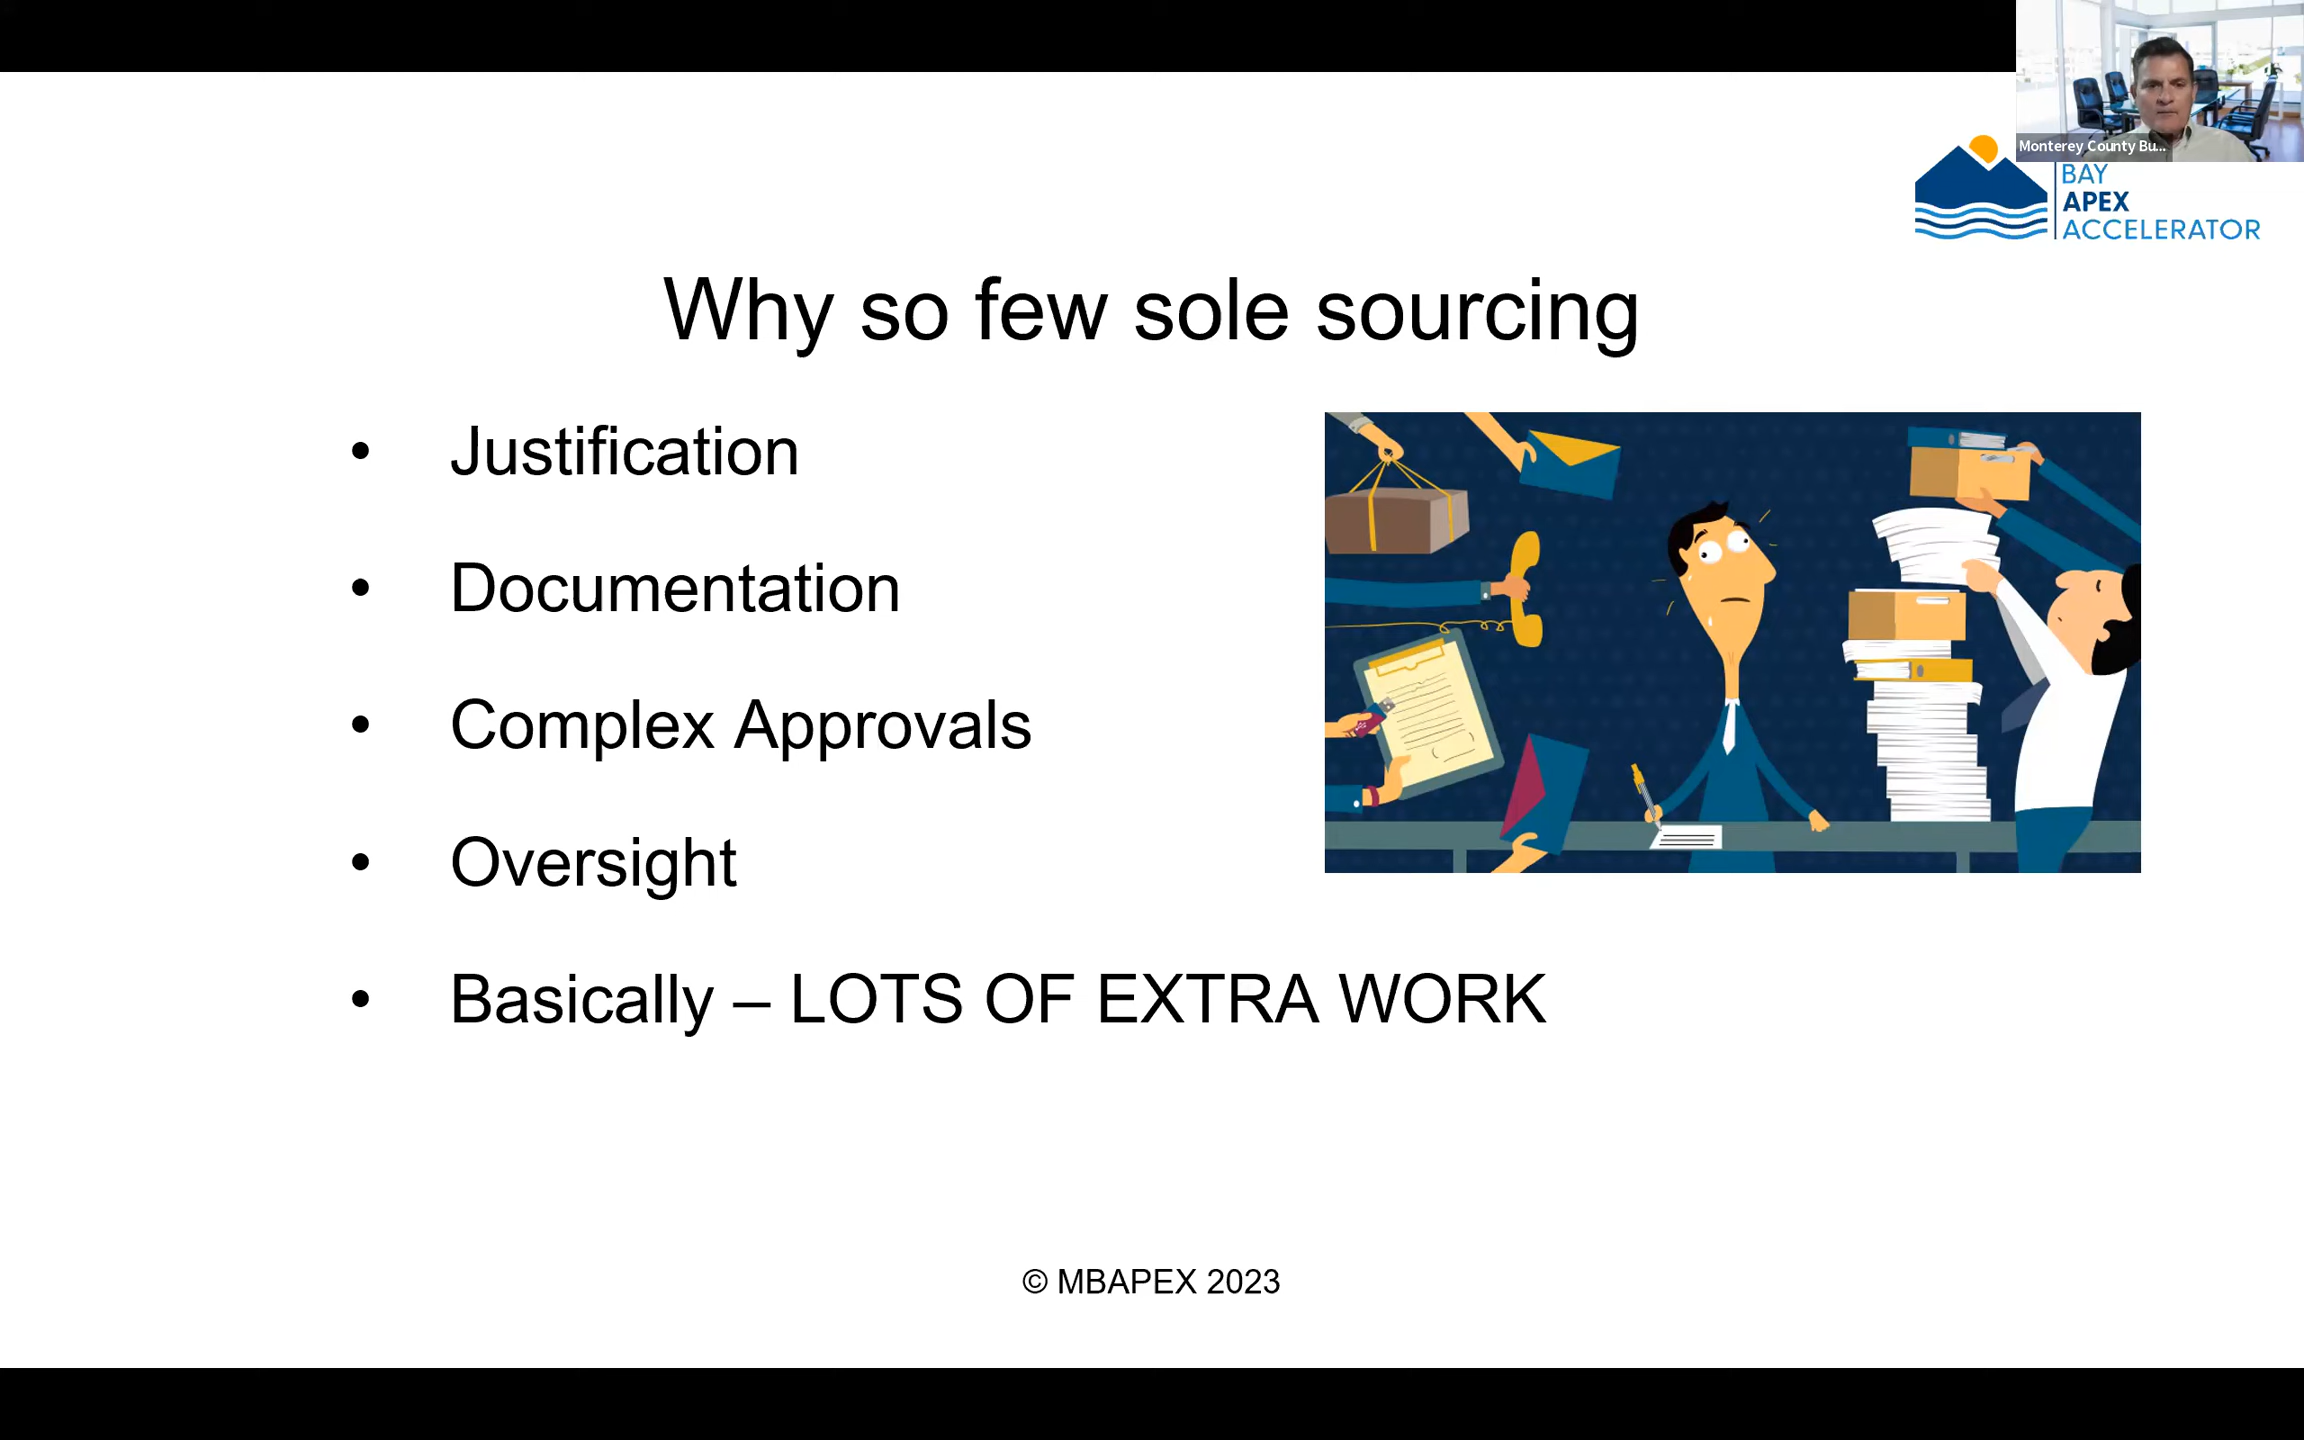 Monterey County Bu...
BAY
APEX
ACCELERATOR
Why so few sole sourcing
• Justification
• Documentation
• Complex Approvals
• Oversight
• Basically – LOTS OF EXTRA WORK
© MBAPEX 2023